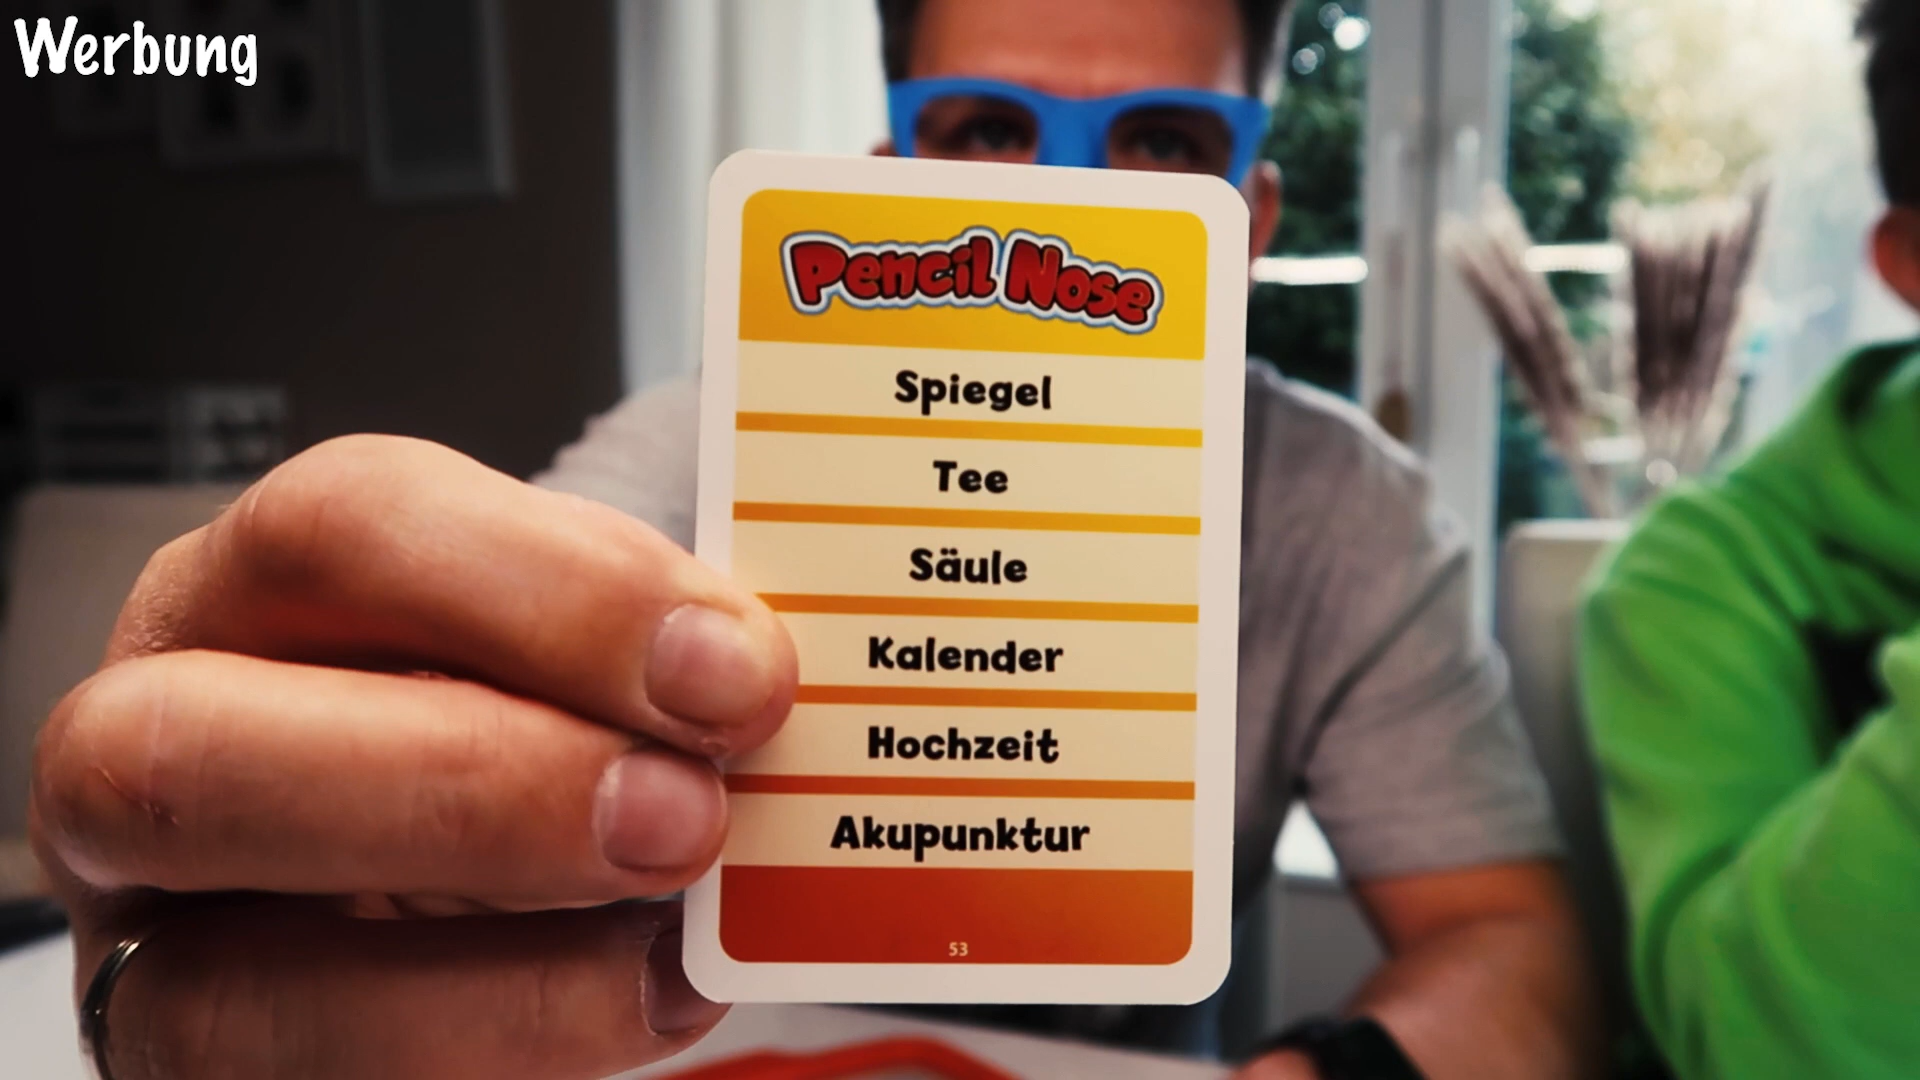 Werbung
Pencil Nose
Spiegel
Tee
Säule
Kalender
Hochzeit
Akupunktur
53